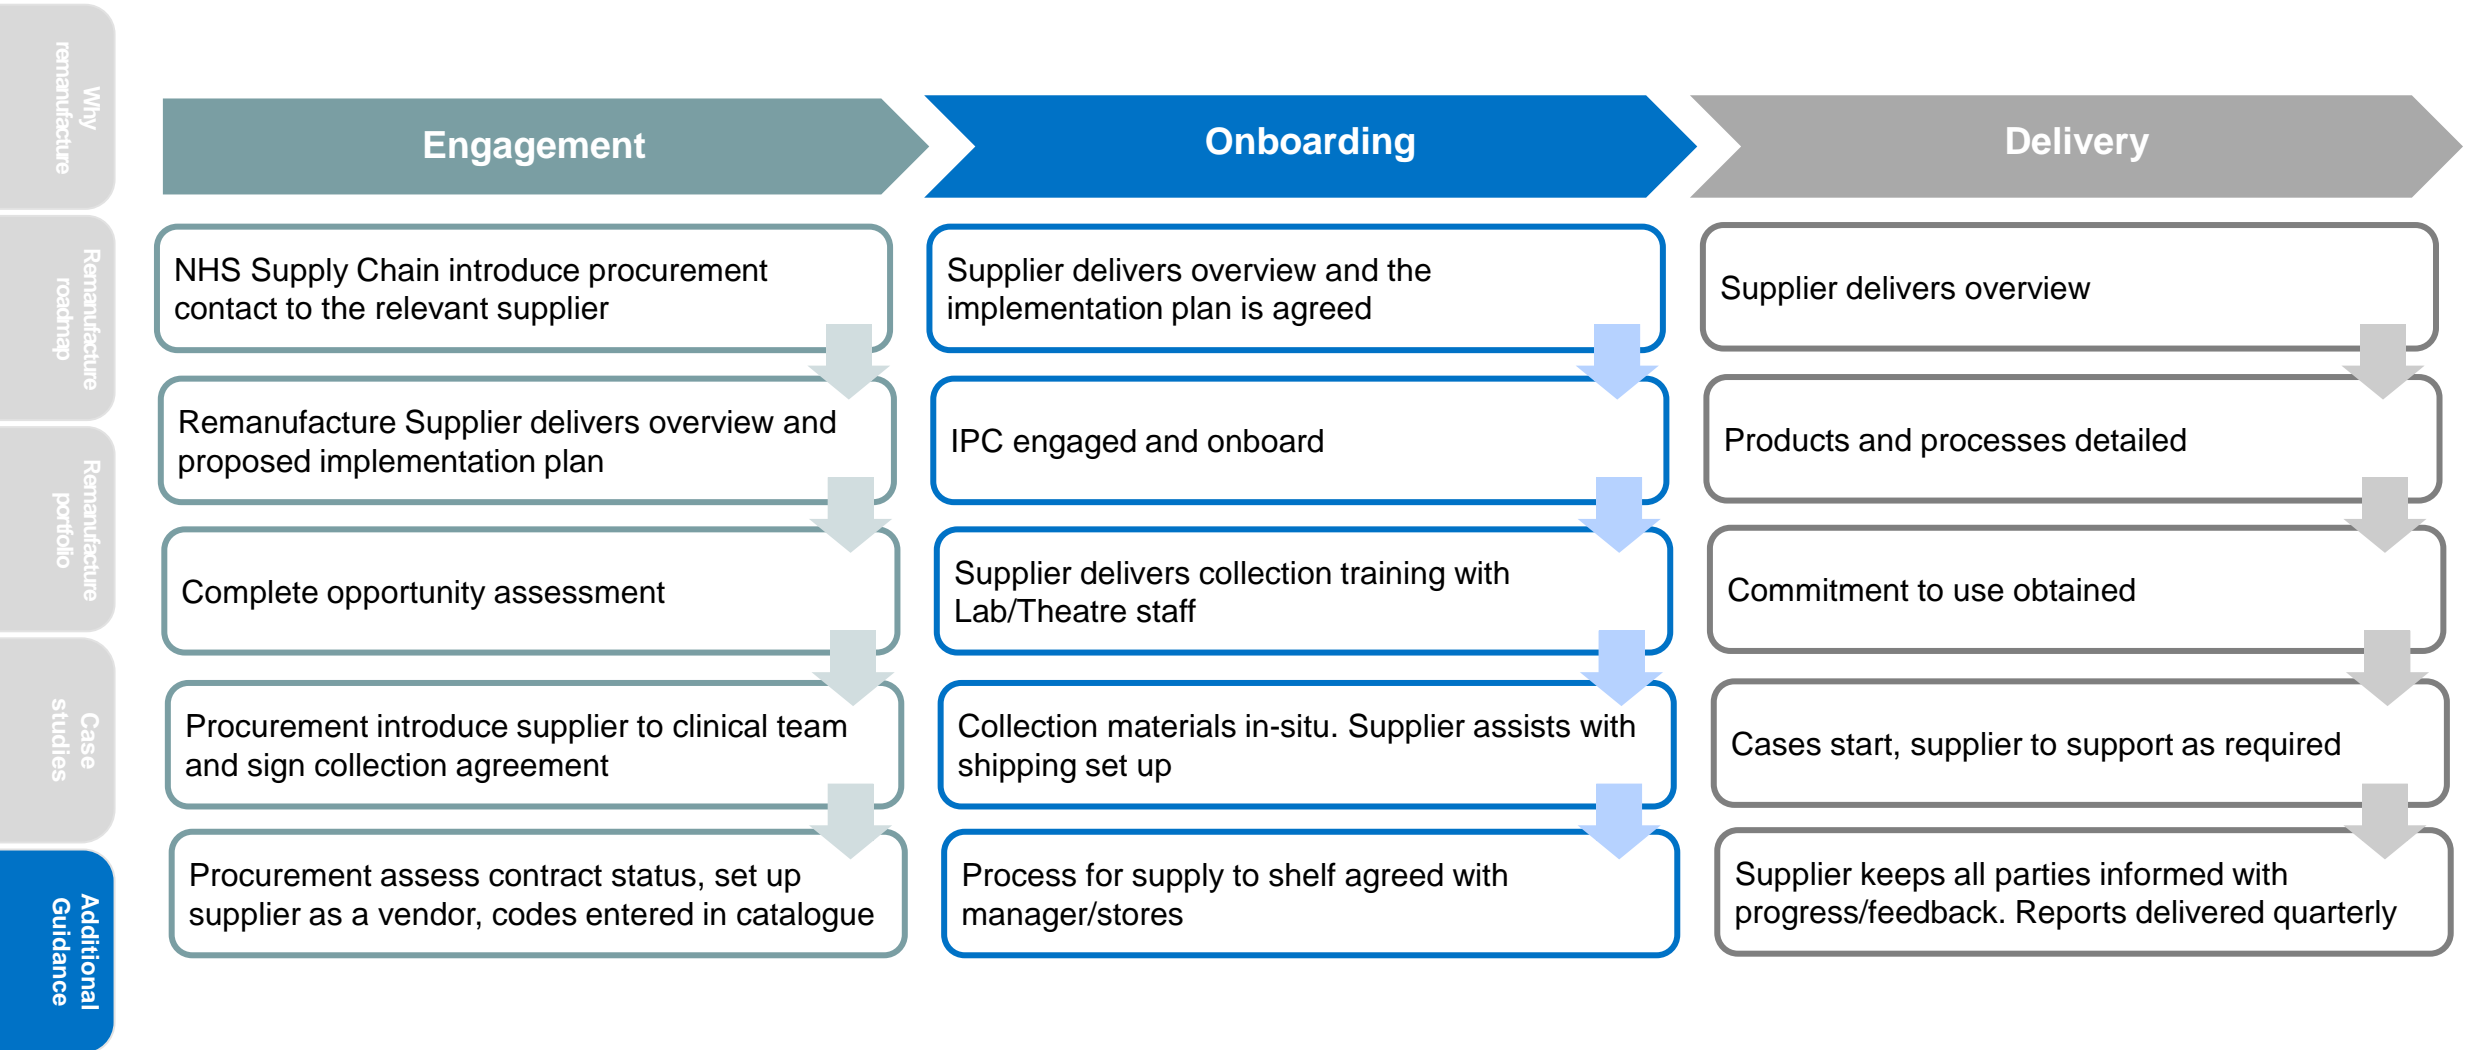 Why
remanufacture
Remanufacture
roadmap
Remanufacture
portfolio
Case
studies
Additional
Guidance
Engagement
NHS Supply Chain introduce procurement
contact to the relevant supplier
Remanufacture Supplier delivers overview and
proposed implementation plan
Complete opportunity assessment
Procurement introduce supplier to clinical team
and sign collection agreement
Procurement assess contract status, set up
supplier as a vendor, codes entered in catalogue
Onboarding
Supplier delivers overview and the
implementation plan is agreed
IPC engaged and onboard
Supplier delivers collection training with
Lab/Theatre staff
Collection materials in-situ. Supplier assists with
shipping set up
Process for supply to shelf agreed with
manager/stores
Delivery
Supplier delivers overview
Products and processes detailed
Commitment to use obtained
Cases start, supplier to support as required
Supplier keeps all parties informed with
progress/feedback. Reports delivered quarterly